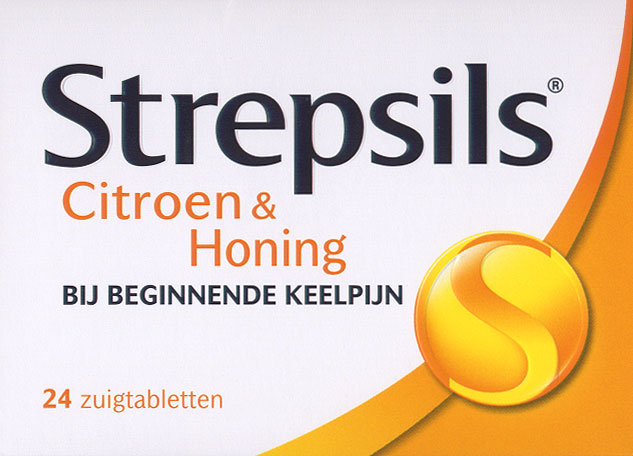 Strepsils®
Citroen &
Honing
BIJ BEGINNENDE KEELPIJN
24 zuigtabletten